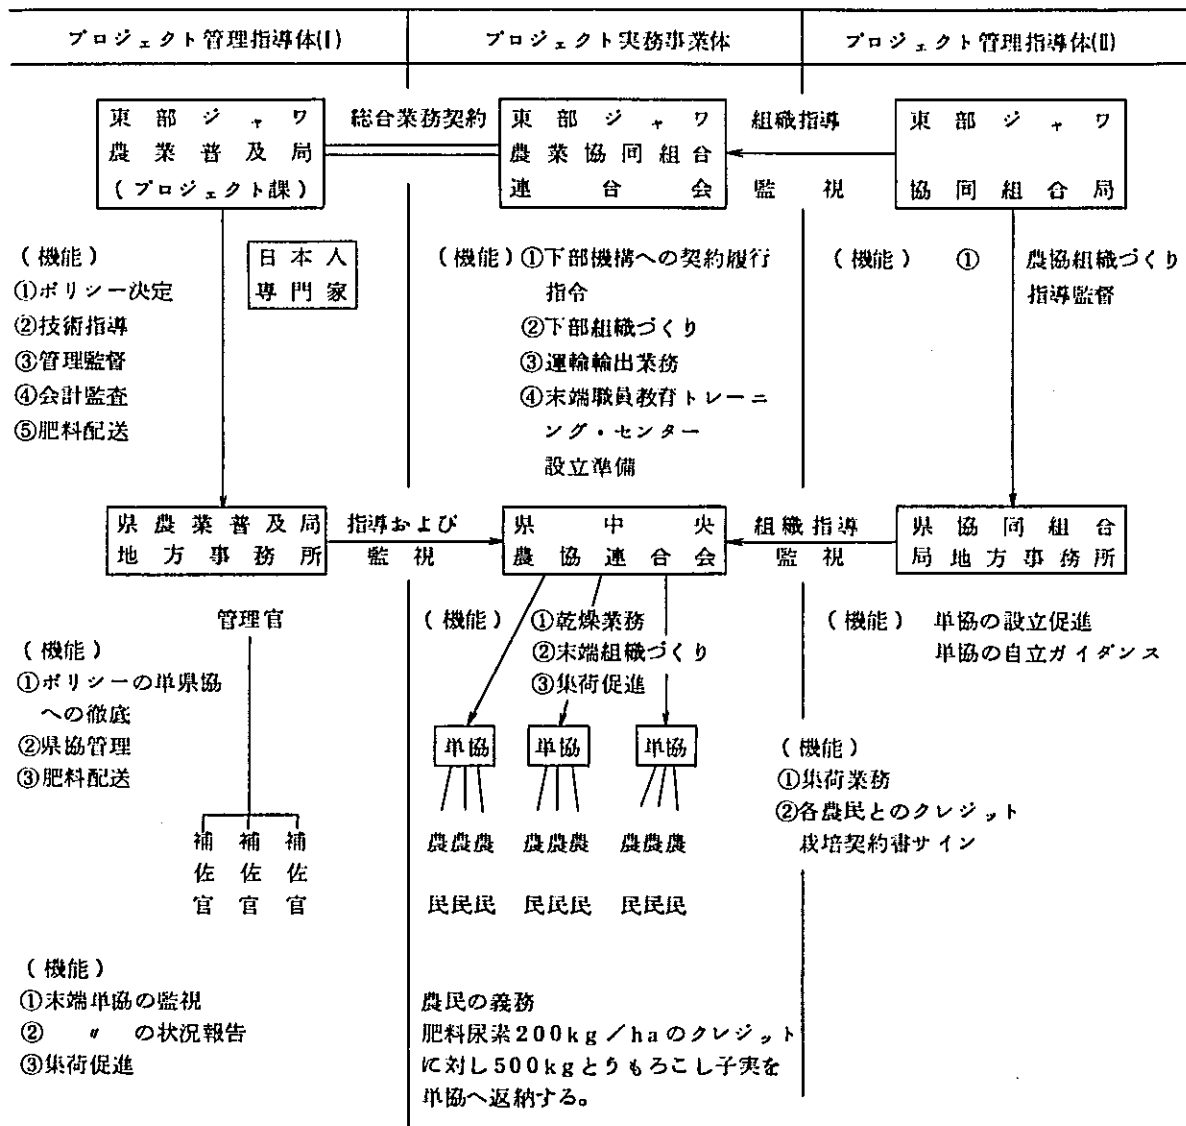 プロジェクト管理指導体(Ⅰ)
プロジェクト実務事業体
プロジェクト管理指導体(Ⅱ)
東部ジャワ
農業普及局
(プロジェクト課)
総合業務契約
東部ジャワ
農業協同組合
連合会
組織指導
監視
東部ジャワ
協同組合局
(機能)
①ポリシー決定
②技術指導
③管理監督
④会計監査
⑤肥料配送
日本人
専門家
(機能)①下部機構への契約履行
指令
②下部組織づくり
③運輸輸出業務
④末端職員教育トレーニ
ング・センター
設立準備
(機能) ① 農協組織づくり
指導監督
県農業普及局
地方事務所
指導および
監視
県中央
農協連合会
組織指導
監視
県協同組合
局地方事務所
管理官
(機能)
①ポリシーの単県協
への徹底
②県協管理
③肥料配送
補佐官
補佐官
補佐官
(機能)
①末端単協の監視
② 〃 の状況報告
③集荷促進
(機能) ①乾燥業務
②末端組織づくり
③集荷促進
単協
単協
単協
農農農 農農農 農農農
民民民 民民民 民民民
農民の義務
肥料尿素200kg/haのクレジット
に対し500kgとうもろこし子実を
単協へ返納する。
(機能) 単協の設立促進
単協の自立ガイダンス
(機能)
①集荷業務
②各農民とのクレジット
栽培契約書サイン